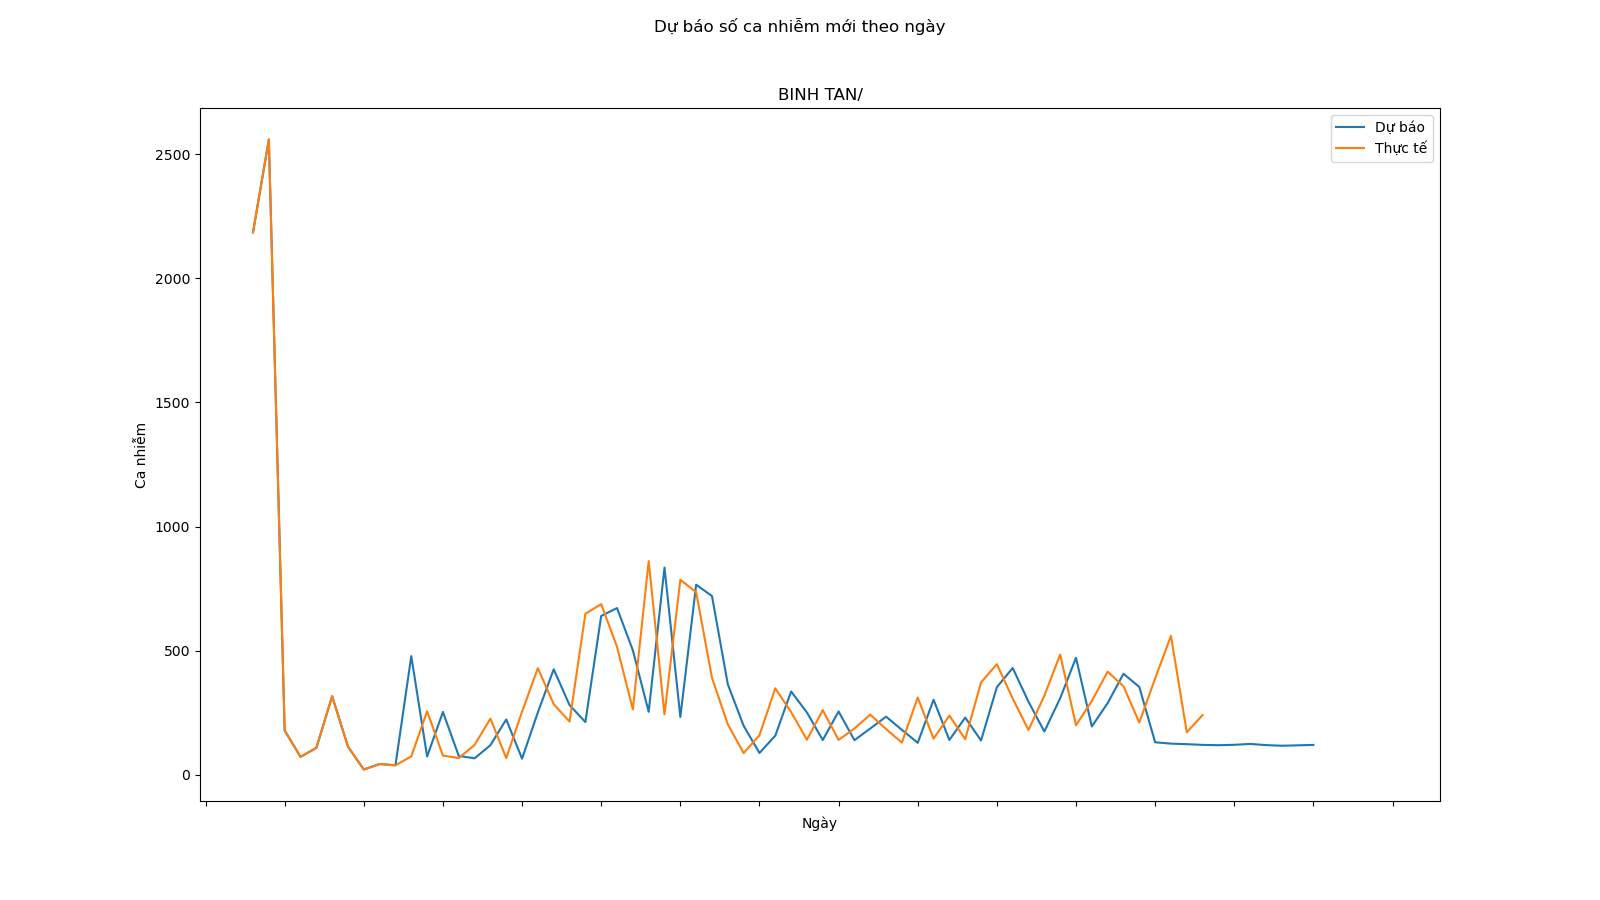 Dự báo số ca nhiễm mới theo ngày
BINH TAN/
Dự báo
Thực tế
2500
2000
1500
1000
500
0
Ca nhiễm
Ngày